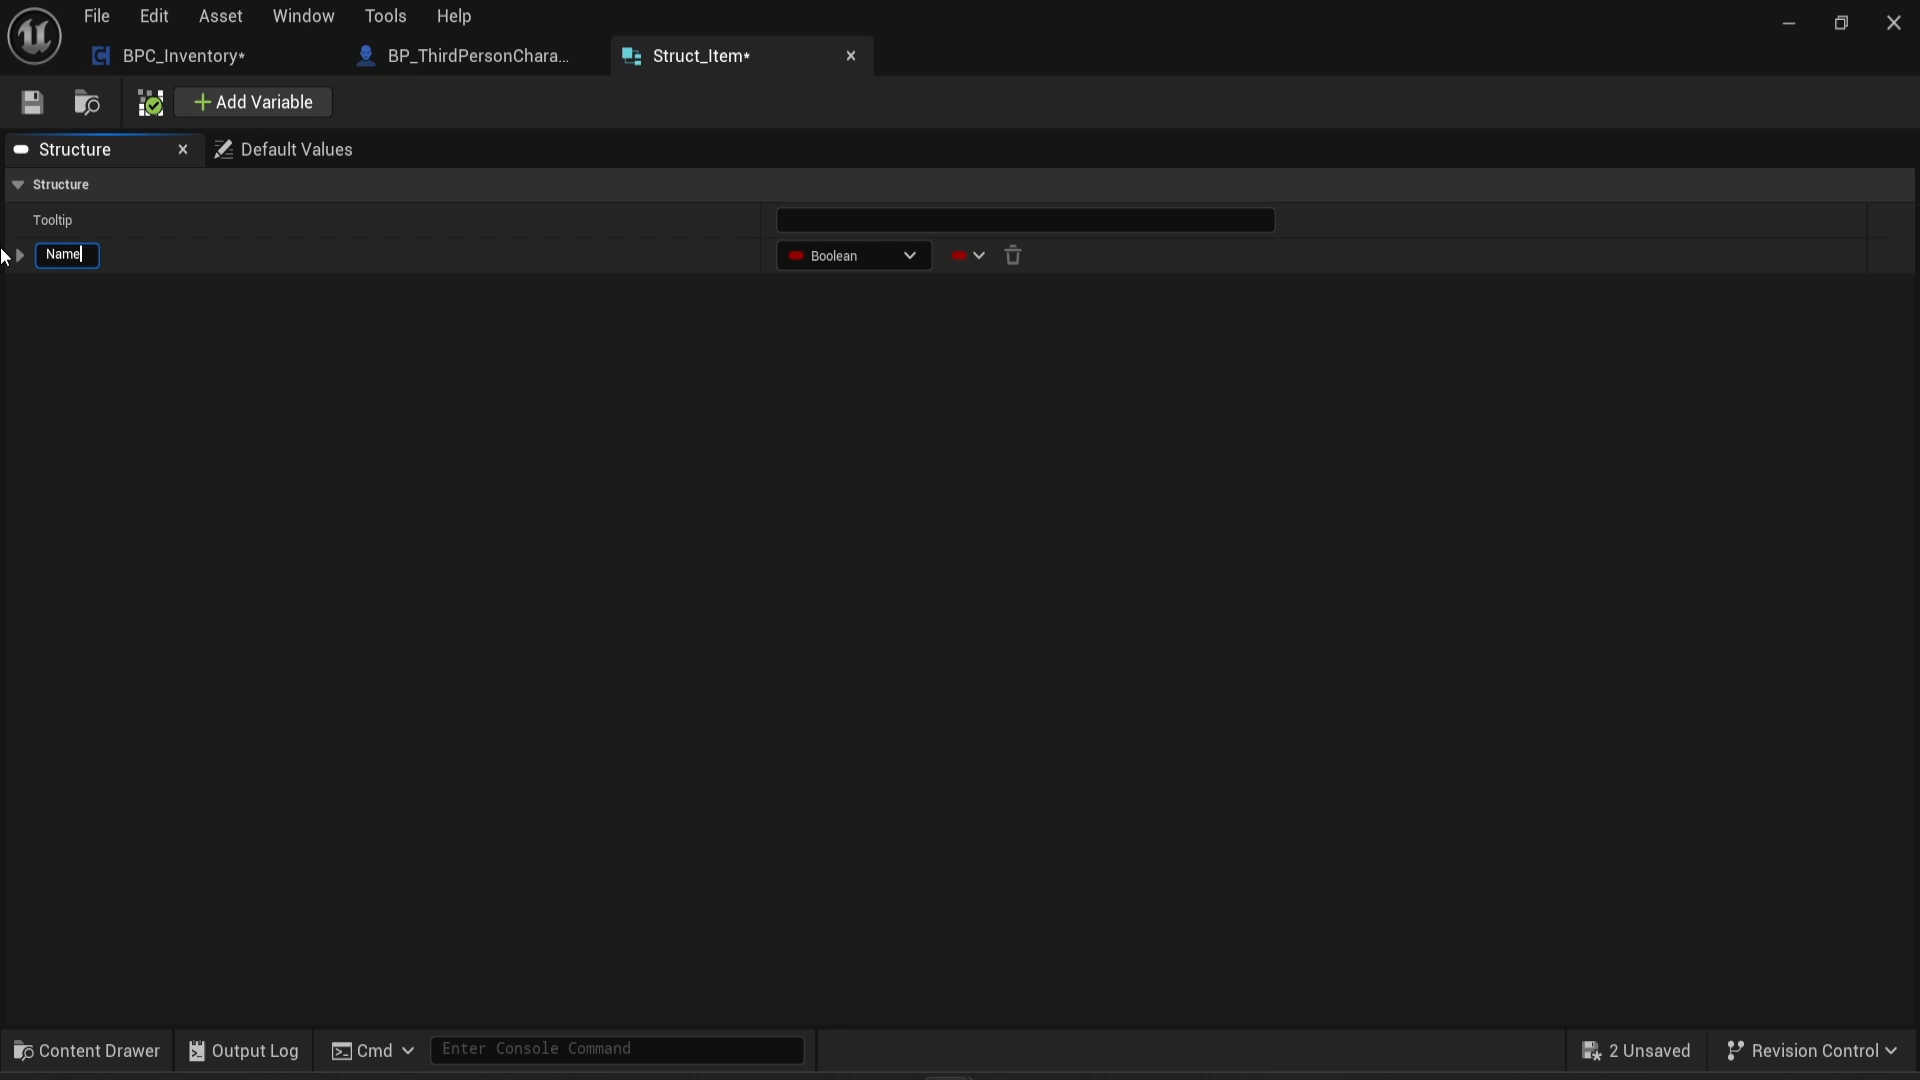 File Edit Asset Window Tools Help
BPC_Inventory* BP_ThirdPersonChara... Struct_Item*
Add Variable
Structure Default Values
Structure
Tooltip
Name Boolean
Content Drawer Output Log Cmd Enter Console Command 2 Unsaved Revision Control